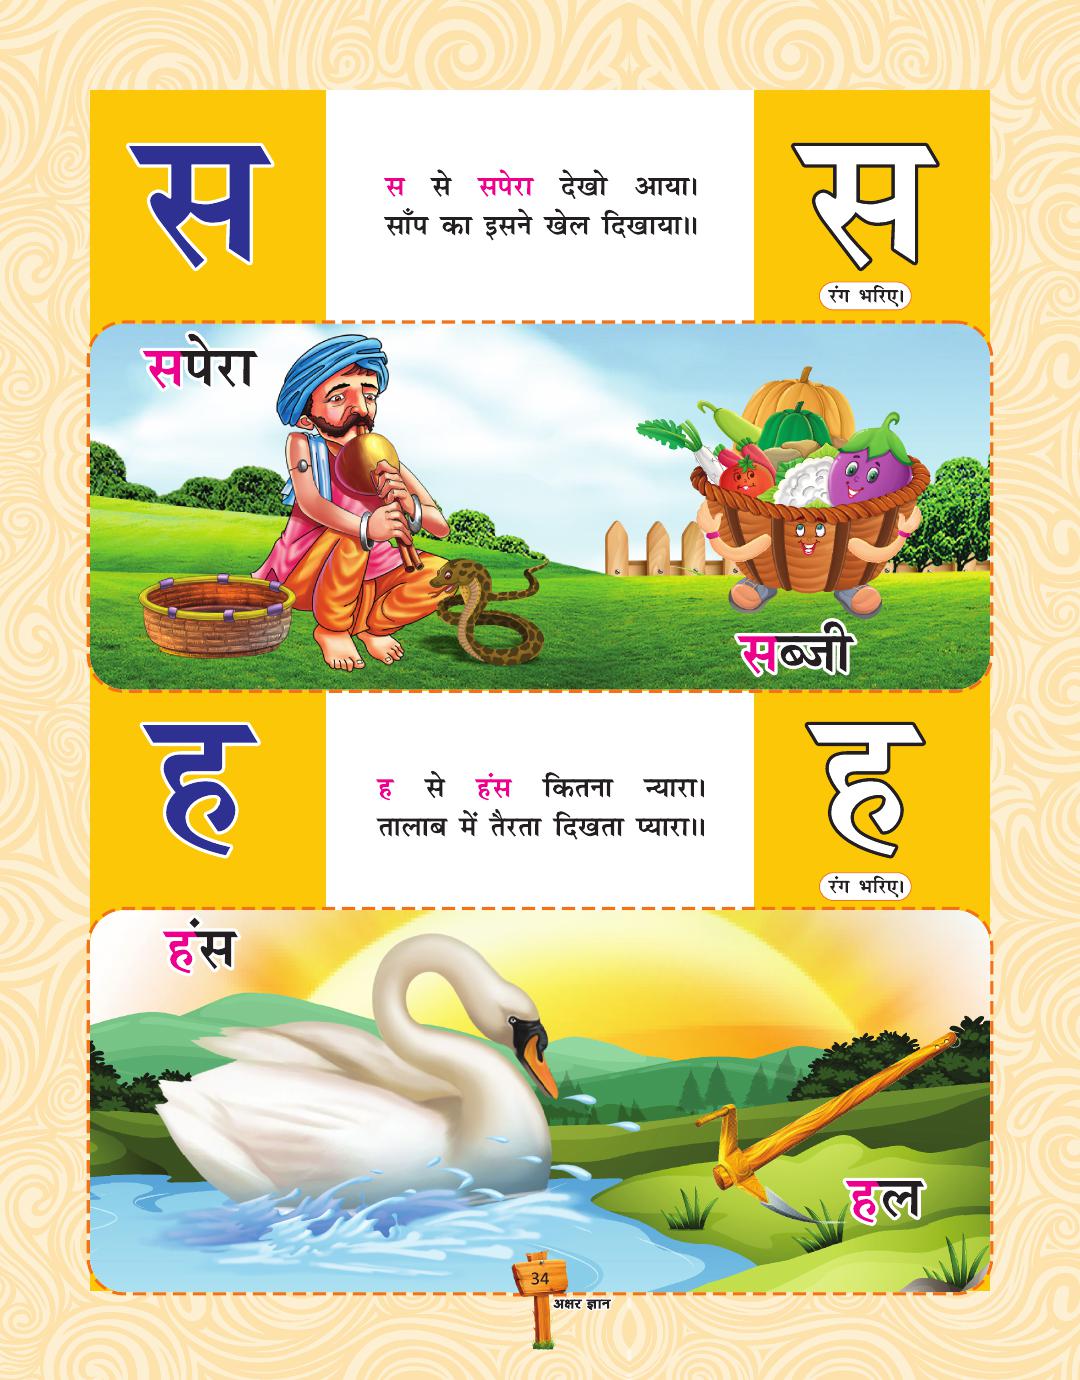 स
स से सपेरा देखो आया।
साँप का इसने खेल दिखाया॥
स
रंग भरिए।
सपेरा
सब्जी
ह
ह से हंस कितना न्यारा।
तालाब में तैरता दिखता प्यारा॥
ह
रंग भरिए।
हंस
हल
34
अक्षर ज्ञान